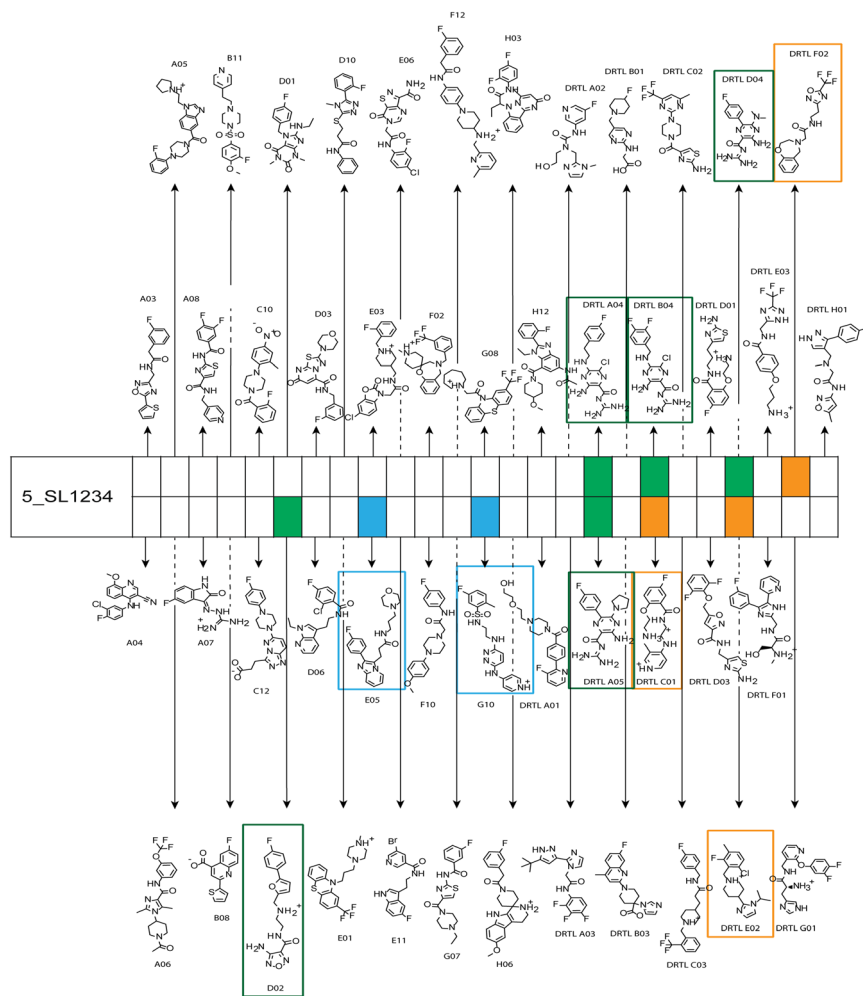 F12
DRTL F02
A05
B11
D01
D10
E06
H03
DRTL A02
DRTL B01
C02
DRTL D04
A03
A08
C10
D03
E03
F02
G08
H12
DRTL A04
DRTL B04
DRTL D01
DRTL E03
DRTL H01
5_SL1234
A04
A07
C12
D06
E05
F10
G10
DRTL A01
DRTL A05
DRTL C01
DRTL D03
DRTL F01
A06
B08
D02
E01
E11
G07
H06
DRTL A03
DRTL B03
DRTL C03
DRTL E02
DRTL G01